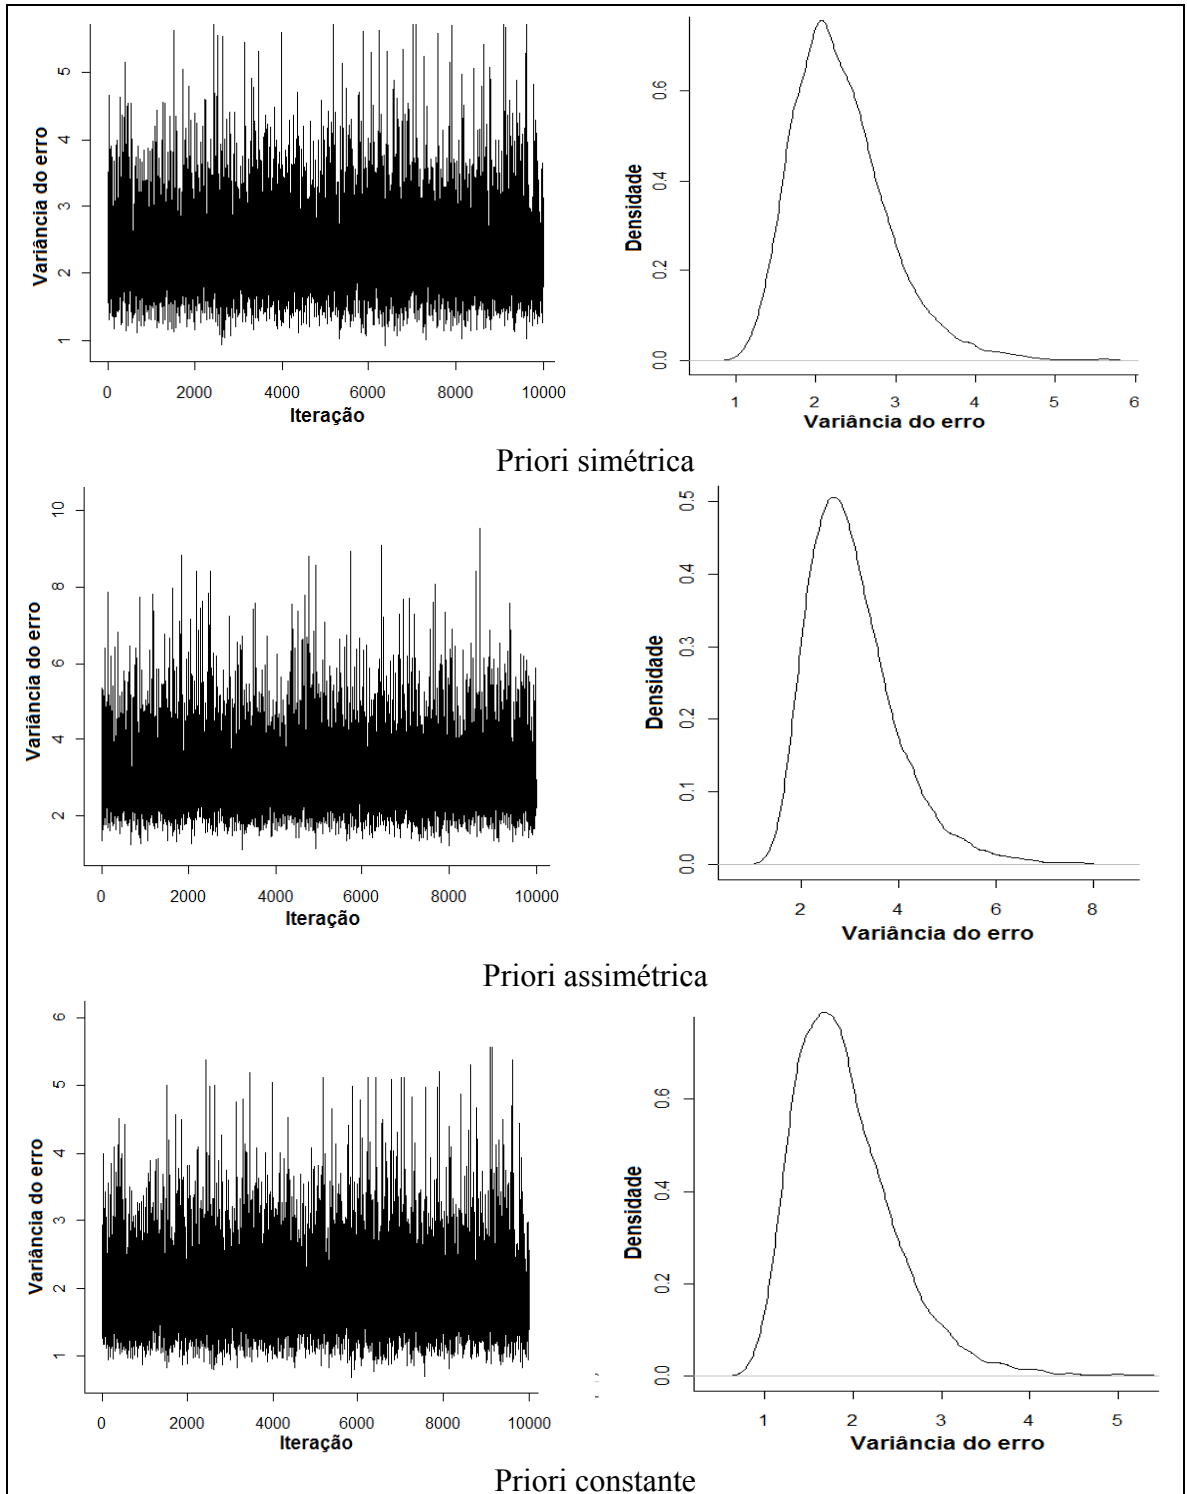 Variância do erro
5
4
3
2
1
0 2000 4000 6000 8000 10000
Iteração
Densidade
0.6
0.4
0.2
0.0
1 2 3 4 5 6
Variância do erro
Priori simétrica
Variância do erro
10
8
6
4
2
0 2000 4000 6000 8000 10000
Iteração
Densidade
0.5
0.4
0.3
0.2
0.1
0.0
2 4 6 8
Variância do erro
Priori assimétrica
Variância do erro
6
5
4
3
2
1
0 2000 4000 6000 8000 10000
Iteração
Densidade
0.6
0.4
0.2
0.0
1 2 3 4 5
Variância do erro
Priori constante